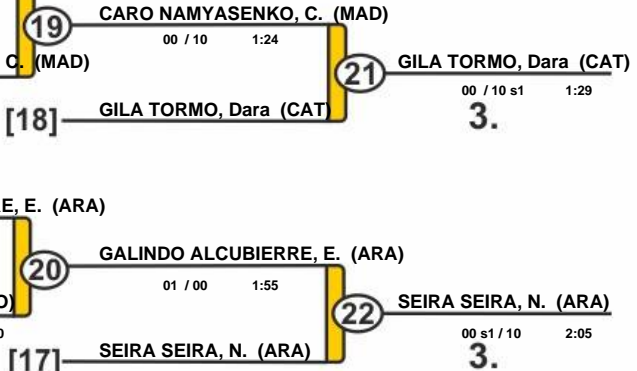 19
CARO NAMYASENKO, C. (MAD)
00 / 10 1:24
C. (MAD)
21
GILA TORMO, Dara (CAT)
00 / 10 s1 1:29
3.
[18]
GILA TORMO, Dara (CAT)
E, E. (ARA)
20
GALINDO ALCUBIERRE, E. (ARA)
01 / 00 1:55
O)
0
22
SEIRA SEIRA, N. (ARA)
00 s1 / 10 2:05
3.
[17]
SEIRA SEIRA, N. (ARA)